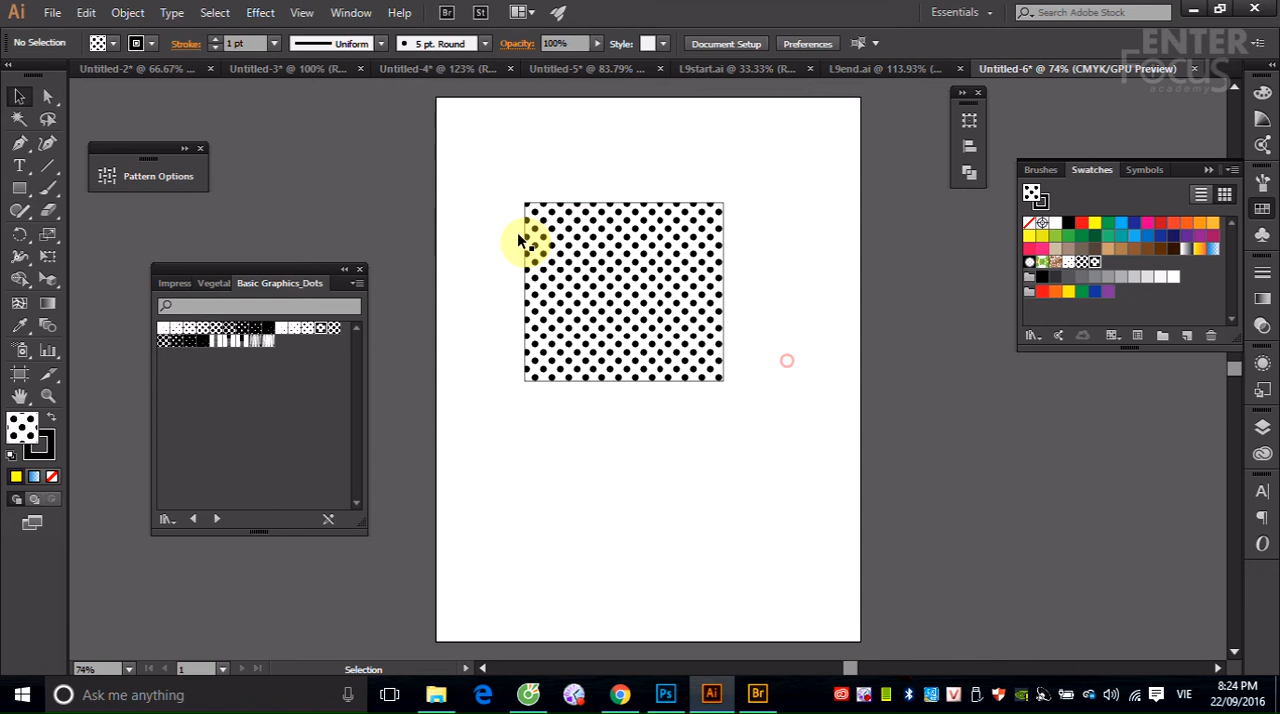 Ai File Edit Object Type Select Effect View Window Help Br St Essentials Search Adobe Stock
ENTER
Focus
academy
No Selection Stroke: 1 pt Uniform 5 pt. Round Opacity: 100% Style: Document Setup Preferences
Untitled-2* @ 66.67% ... Untitled-3* @ 100% (R... Untitled-4* @ 123% (R... Untitled-5* @ 83.79% ... L9start.ai @ 33.33% (R... L9end.ai @ 113.93% (R... Untitled-6* @ 74% (CMYK/GPU Preview)
Pattern Options
Brushes Swatches Symbols
Impres Vegetal Basic Graphics_Dots
74% 1 Selection
Ask me anything Ps Ai Br VIE 8:24 PM
22/09/2016